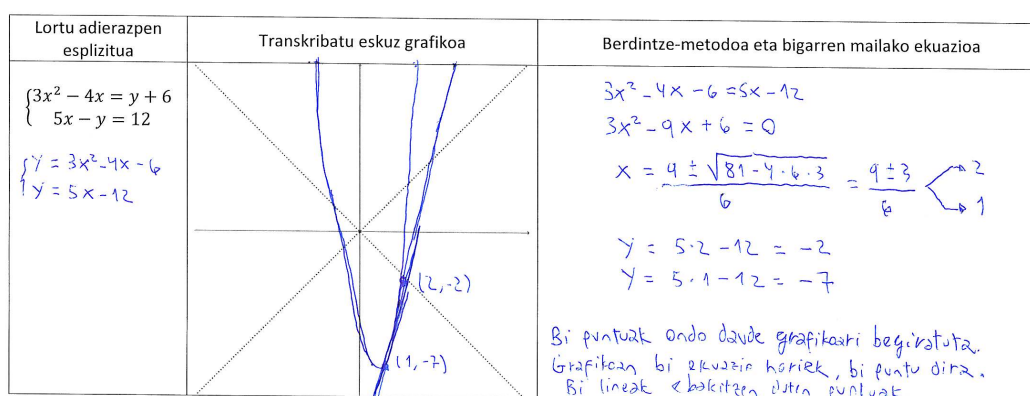 Lortu adierazpen
esplizitua
Transkribatu eskuz grafikoa
Berdintze-metodoa eta bigarren mailako ekuazioa
{3x² − 4x = y + 6
5x − y = 12
{y = 3x² - 4x - 6
y = 5x - 12
(2,-2)
(1,-7)
3x² - 4x - 6 = 5x - 12
3x² - 9x + 6 = 0
x = (9 ± √(81 - 4·6·3))/6 = (9 ± 3)/6
2
1
y = 5·2 - 12 = -2
y = 5·1 - 12 = -7
Bi puntuak ondo daude grafikoari begiratuta.
Grafikoan bi ekuazio horiek, bi puntu dira.
Bi lineak ebakitzen duten puntuak